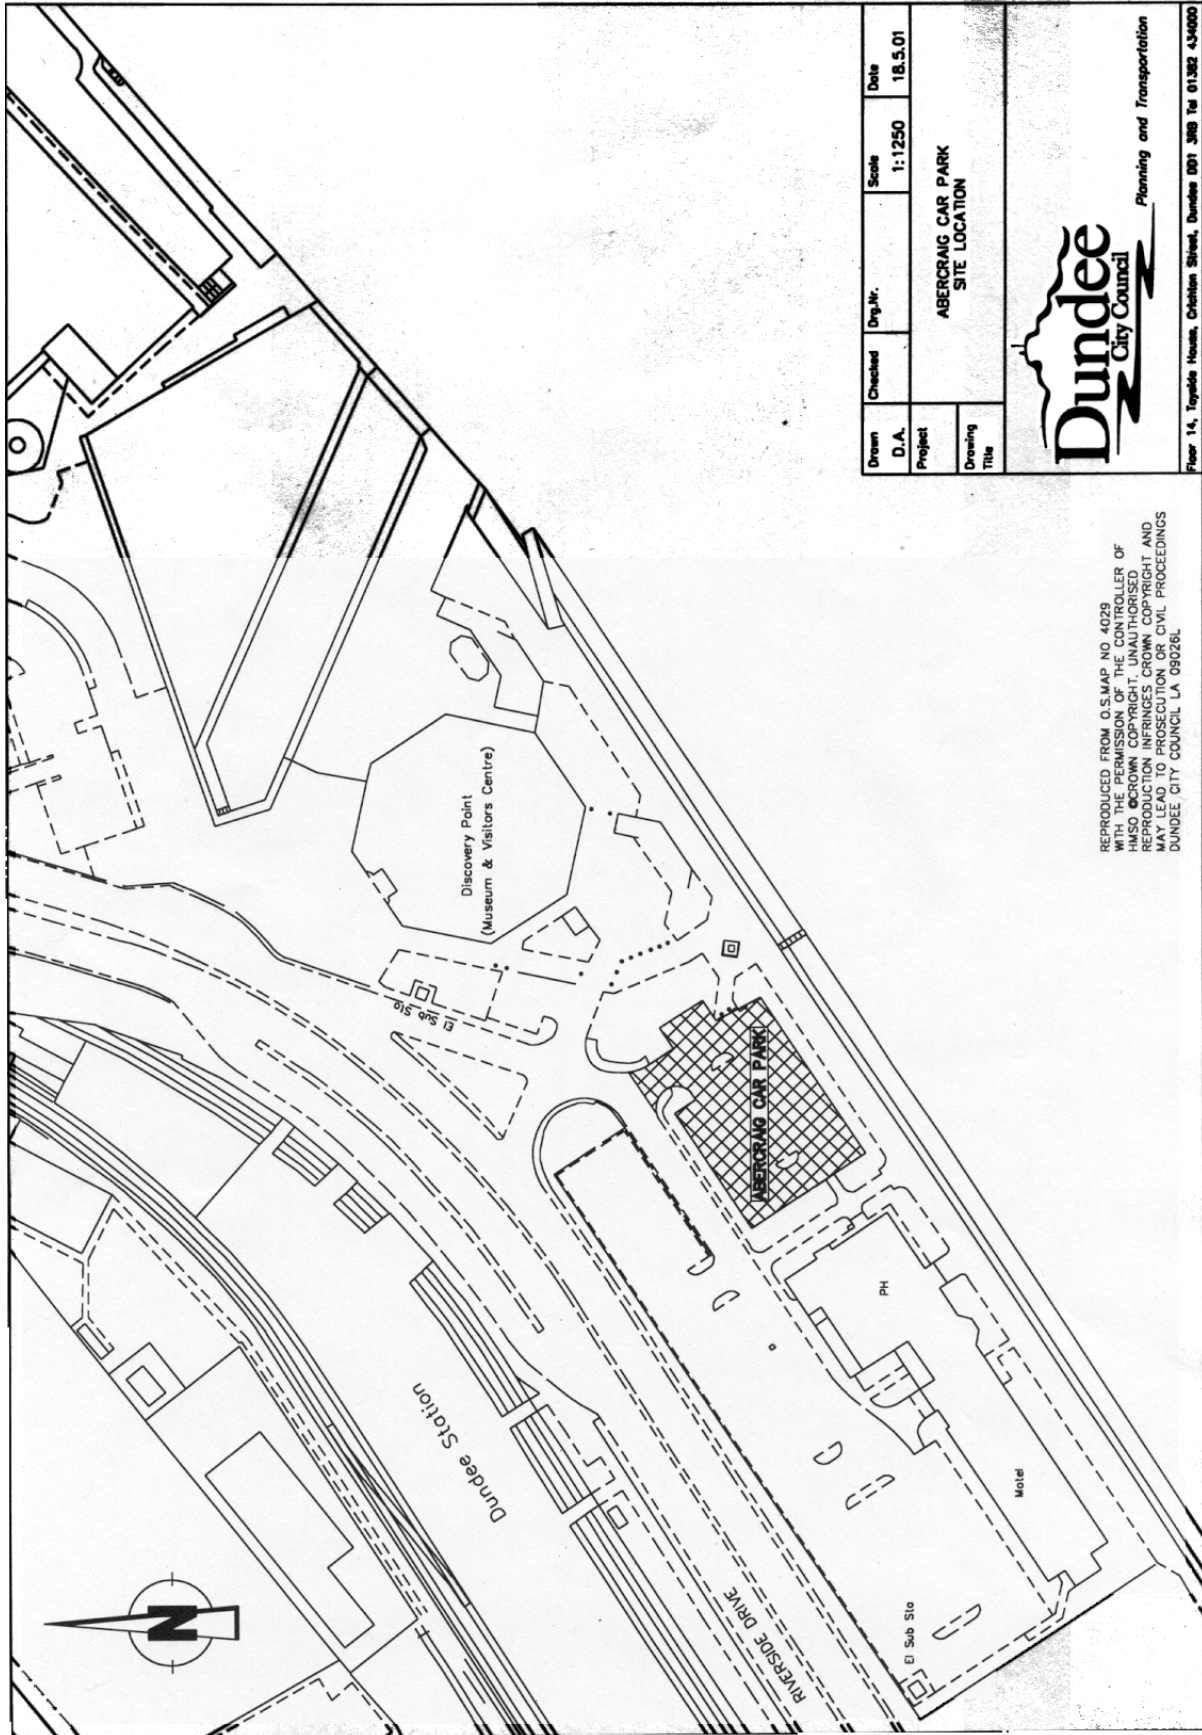 Discovery Point
(Museum & Visitors Centre)
El Sub Sta
Dundee Station
ABERCRAIG CAR PARK
PH
Motel
RIVERSIDE DRIVE
El Sub Sta
N
REPRODUCED FROM O.S.MAP NO 4029
WITH THE PERMISSION OF THE CONTROLLER OF
HMSO ©CROWN COPYRIGHT. UNAUTHORISED
REPRODUCTION INFRINGES CROWN COPYRIGHT AND
MAY LEAD TO PROSECUTION OR CIVIL PROCEEDINGS
DUNDEE CITY COUNCIL LA 09026L
Drawn Checked Drg.Nr. Scale Date
D.A. 1:1250 18.5.01
Project
ABERCRAIG CAR PARK
SITE LOCATION
Drawing
Title
Dundee
City Council
Planning and Transportation
Floor 14, Tayside House, Crichton Street, Dundee DD1 3RB Tel 01382 434000